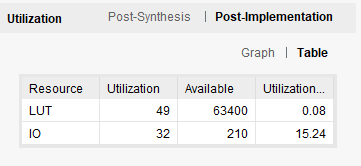 Utilization Post-Synthesis | Post-Implementation
Graph | Table
Resource Utilization Available Utilization...
LUT 49 63400 0.08
IO 32 210 15.24